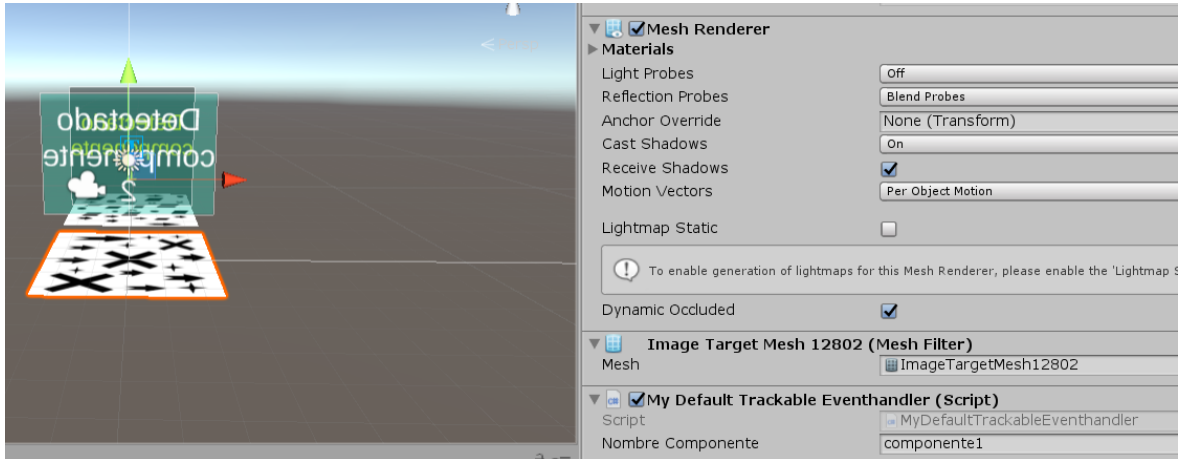 Detectado
componente
2
Mesh Renderer
Materials
Light Probes Off
Reflection Probes Blend Probes
Anchor Override None (Transform)
Cast Shadows On
Receive Shadows
Motion Vectors Per Object Motion
Lightmap Static
To enable generation of lightmaps for this Mesh Renderer, please enable the 'Lightmap S
Dynamic Occluded
Image Target Mesh 12802 (Mesh Filter)
Mesh ImageTargetMesh12802
My Default Trackable Eventhandler (Script)
Script MyDefaultTrackableEventhandler
Nombre Componente componente1